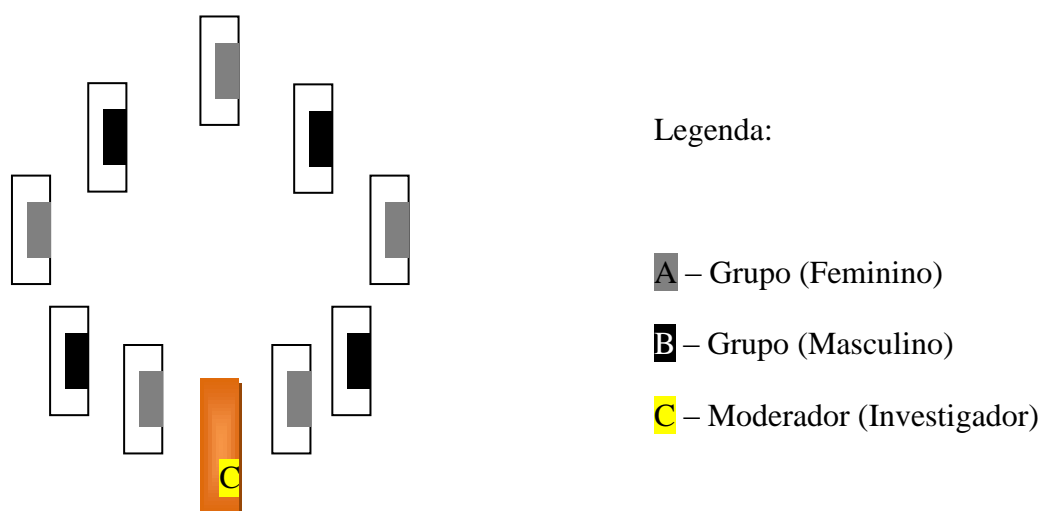 Legenda:
A – Grupo (Feminino)
B – Grupo (Masculino)
C – Moderador (Investigador)
C